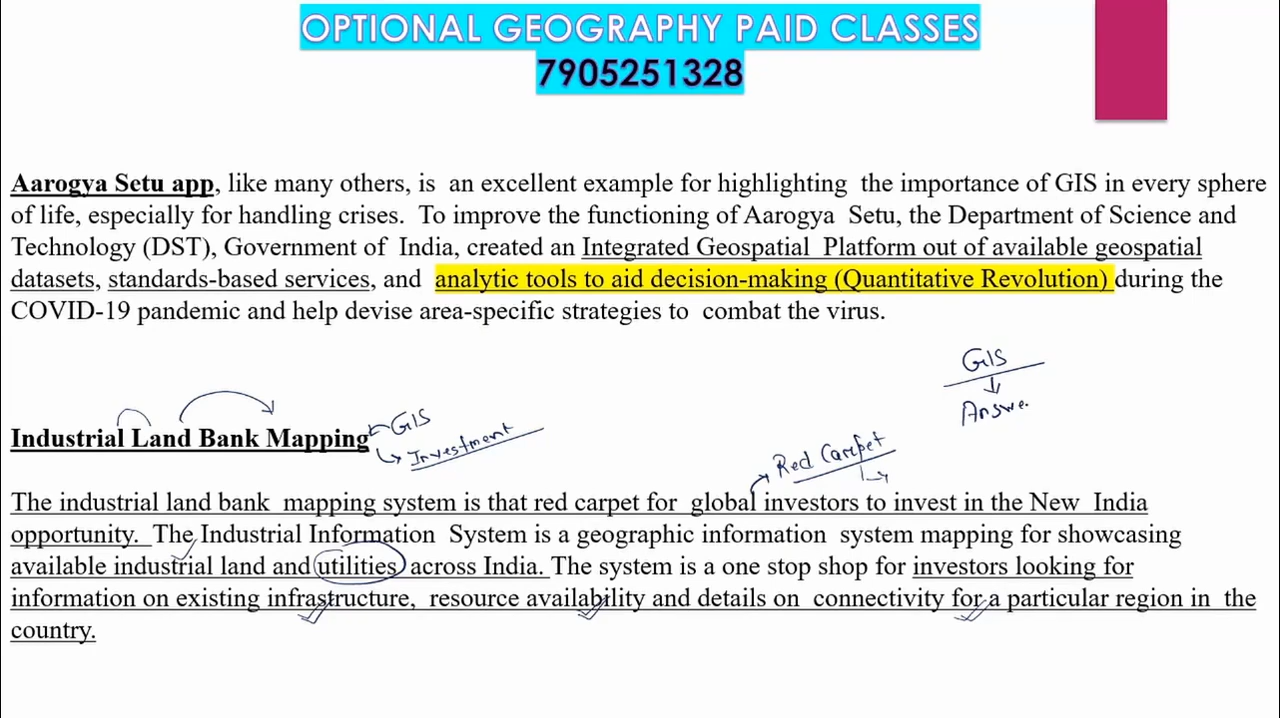 OPTIONAL GEOGRAPHY PAID CLASSES
7905251328
Aarogya Setu app, like many others, is an excellent example for highlighting the importance of GIS in every sphere
of life, especially for handling crises. To improve the functioning of Aarogya Setu, the Department of Science and
Technology (DST), Government of India, created an Integrated Geospatial Platform out of available geospatial
datasets, standards-based services, and analytic tools to aid decision-making (Quantitative Revolution) during the
COVID-19 pandemic and help devise area-specific strategies to combat the virus.
GIS
Answe.
GIS
Industrial Land Bank Mapping
Investment
Red Carpet
The industrial land bank mapping system is that red carpet for global investors to invest in the New India
opportunity. The Industrial Information System is a geographic information system mapping for showcasing
available industrial land and utilities across India. The system is a one stop shop for investors looking for
information on existing infrastructure, resource availability and details on connectivity for a particular region in the
country.